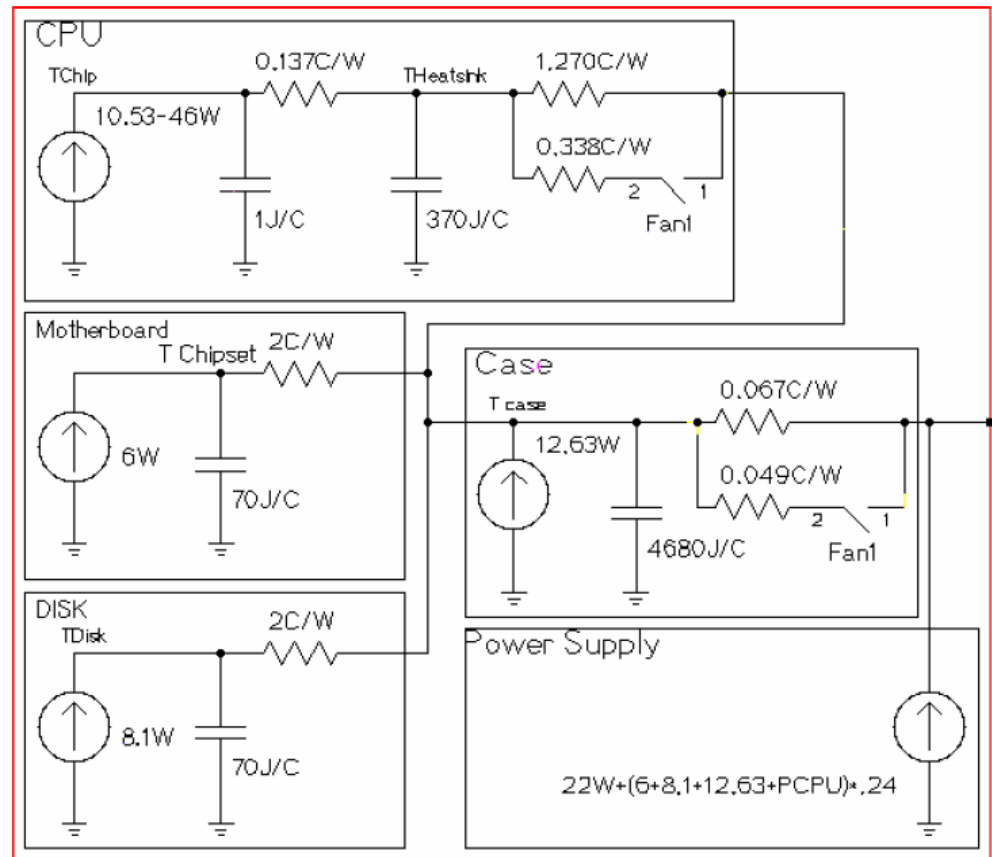 CPU
0.137C/W
1.270C/W
TChip
THeatsink
10.53-46W
0.338C/W
2
1
Fan1
1J/C
370J/C
Motherboard
T Chipset
2C/W
6W
70J/C
Case
T case
0.067C/W
12.63W
0.049C/W
2
1
Fan1
4680J/C
DISK
TDisk
2C/W
8.1W
70J/C
Power Supply
22W+(6+8.1+12.63+PCPU)*.24